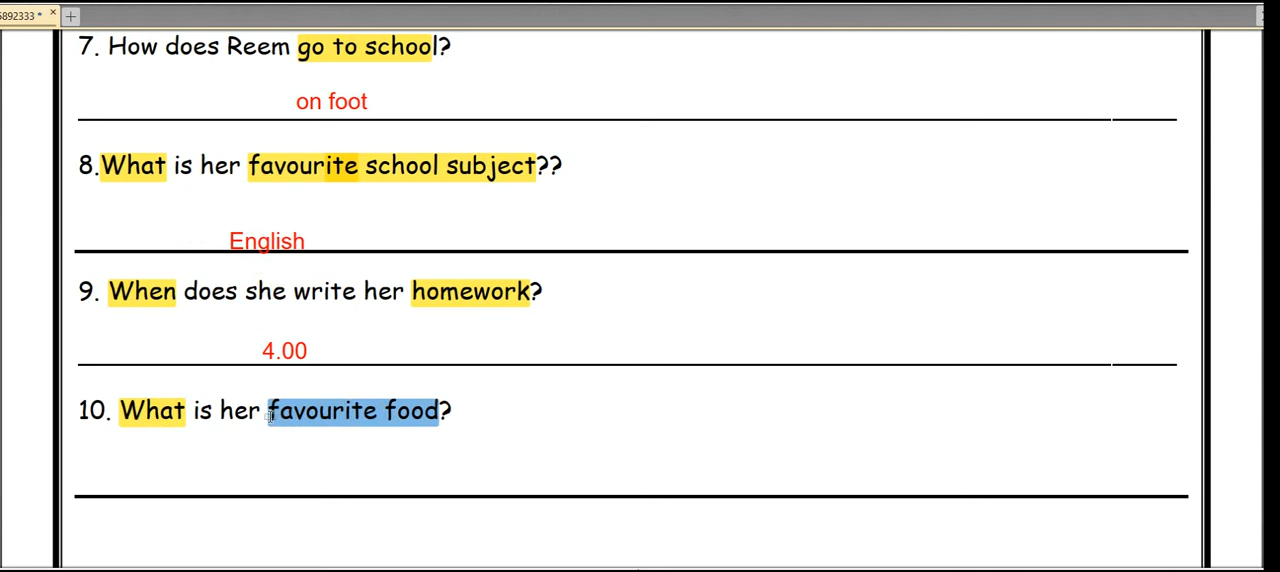 5892333 *
7. How does Reem go to school?
on foot
8.What is her favourite school subject??
English
9. When does she write her homework?
4.00
10. What is her favourite food?